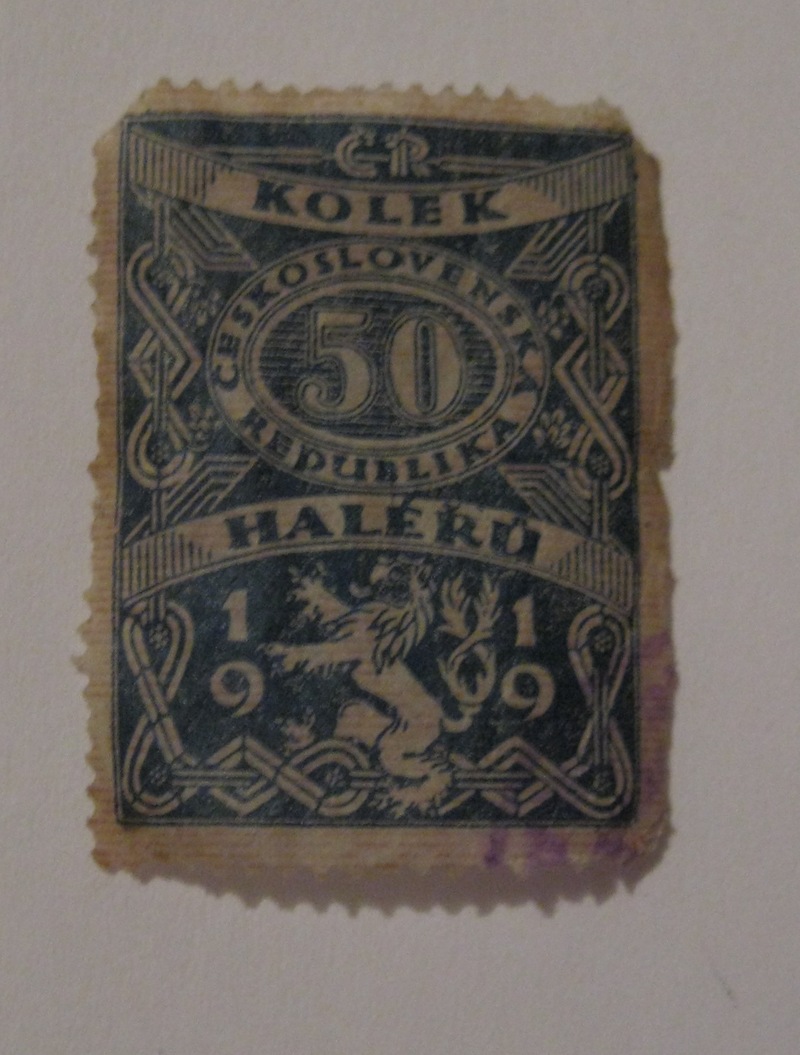 ČR
KOLEK
ČESKOSLOVENSKÁ
50
REPUBLIKA
HALÉŘŮ
1 1
9 9